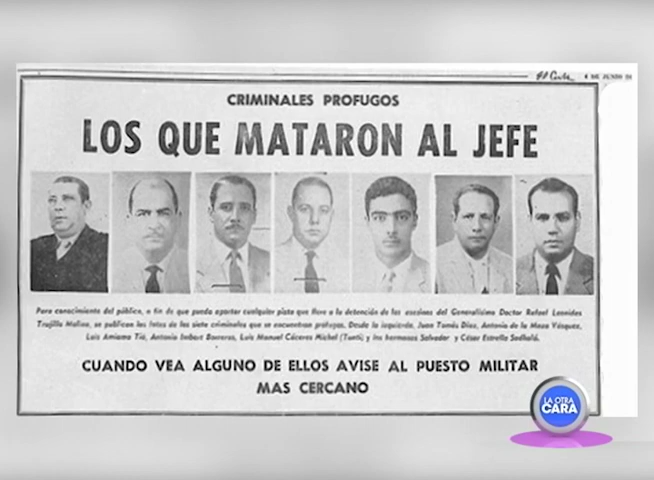 El Caribe 4 DE JUNIO DE
CRIMINALES PROFUGOS
LOS QUE MATARON AL JEFE
Para conocimiento del público, a fin de que pueda aportar cualquier pista que lleve a la detención de los asesinos del Generalísimo Doctor Rafael Leonidas
Trujillo Molina, se publican las fotos de los siete criminales que se encuentran prófugos. Desde la izquierda, Juan Tomás Díaz, Antonio de la Maza Vásquez,
Luis Amiama Tió, Antonio Imbert Barreras, Luis Manuel Cáceres Michel (Tunti) y los hermanos Salvador y César Estrella Sadhalá.
CUANDO VEA ALGUNO DE ELLOS AVISE AL PUESTO MILITAR
MAS CERCANO
LA OTRA
CARA